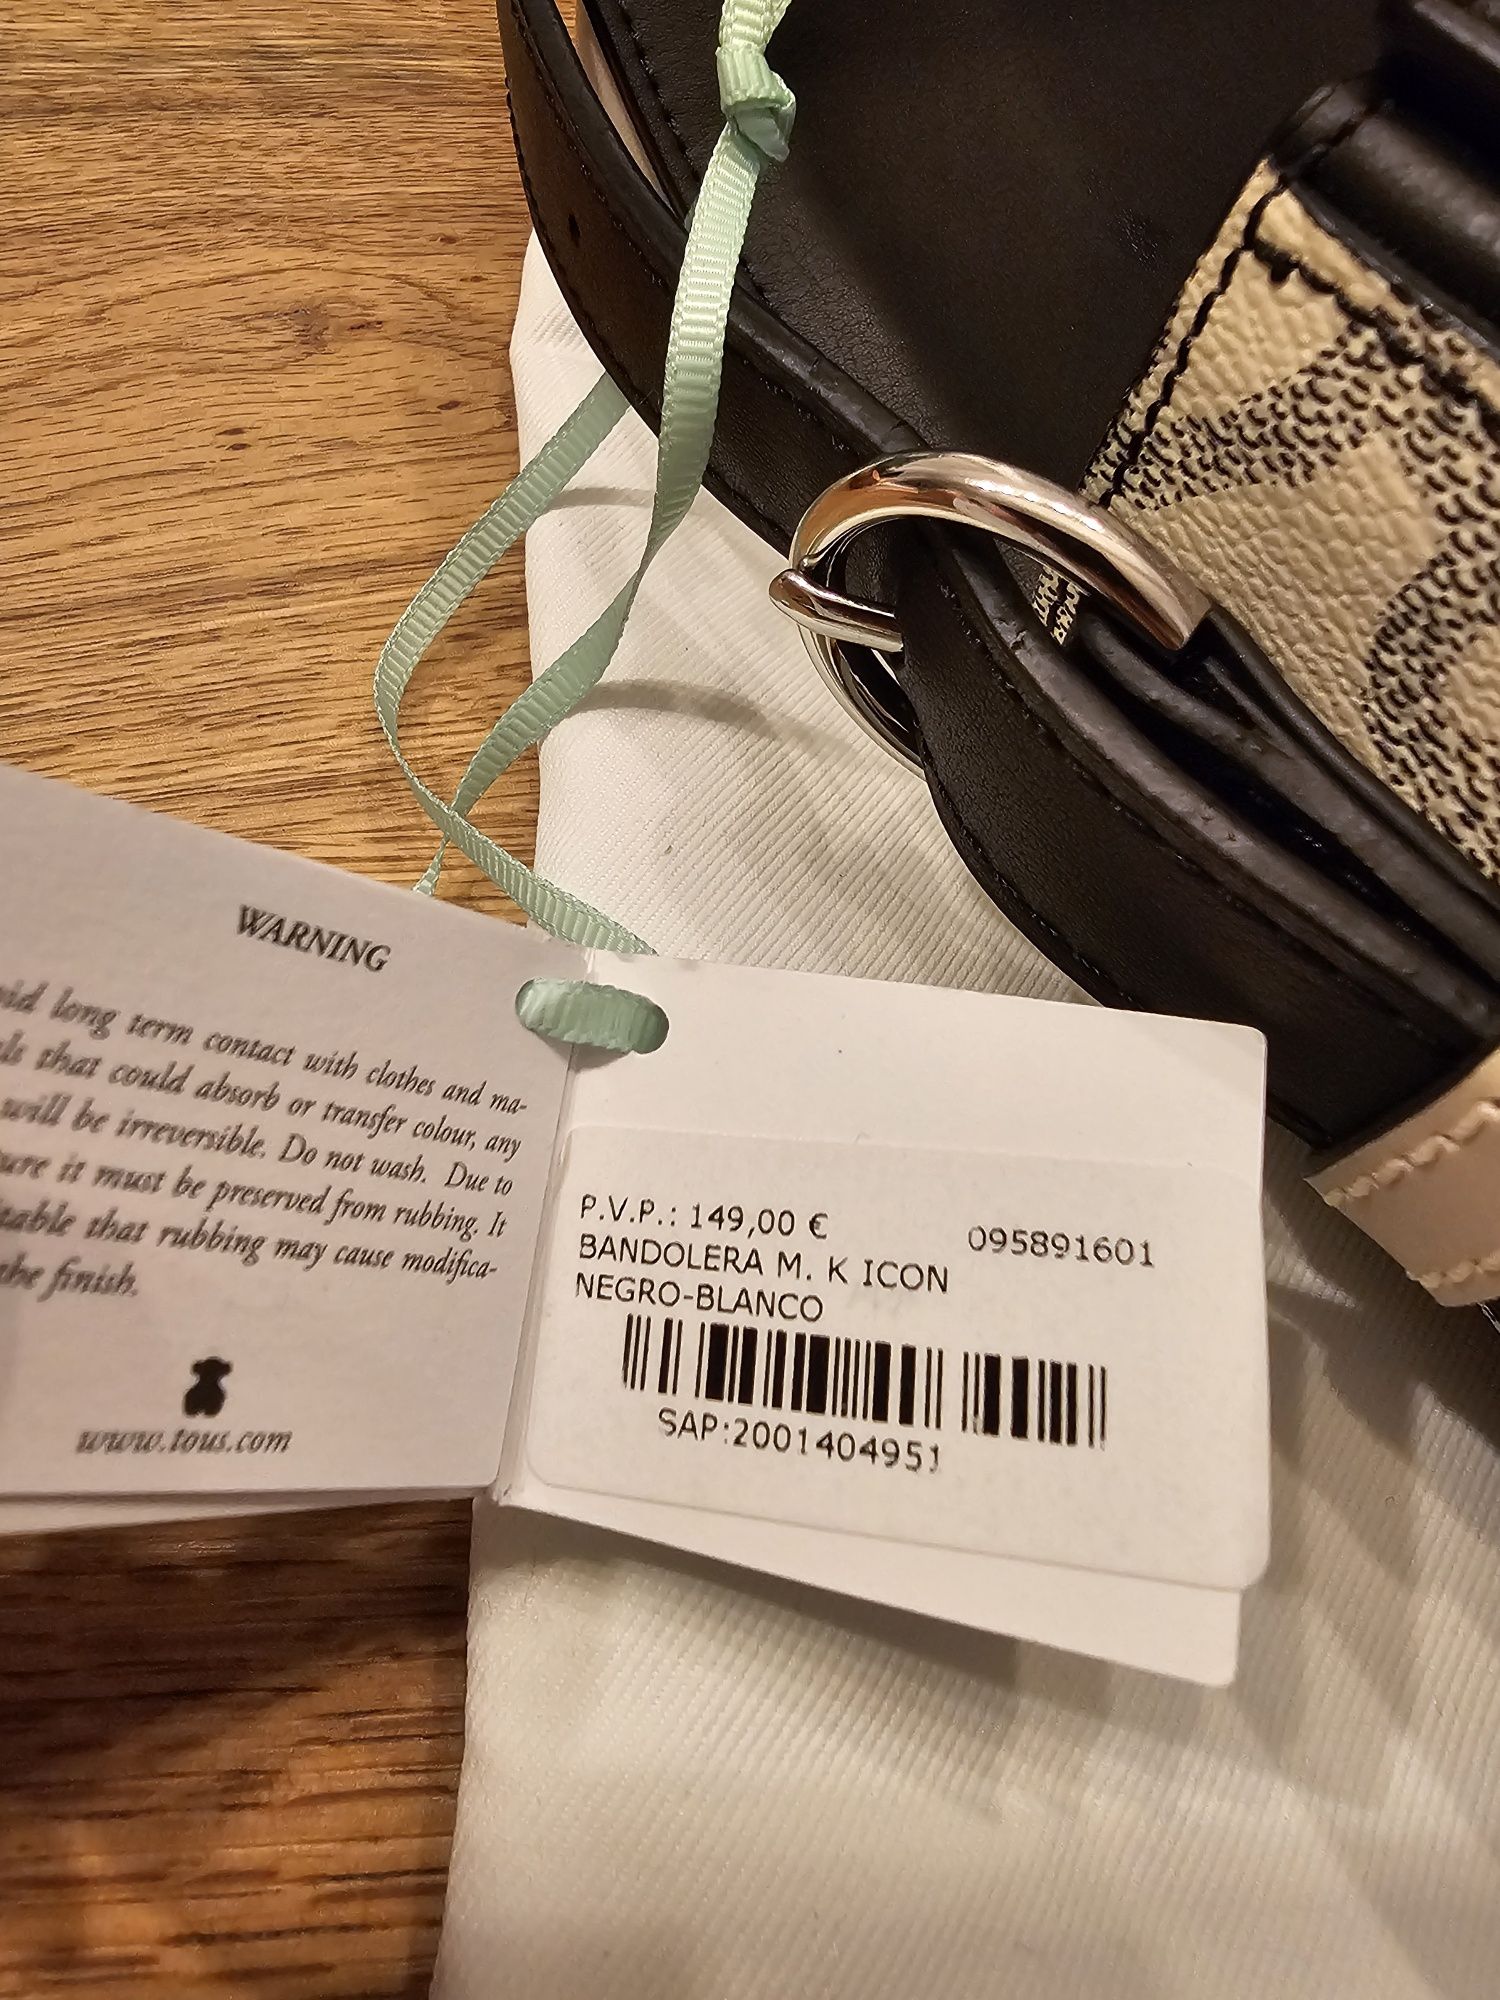 WARNING
long term contact with clothes and ma-
that could absorb or transfer colour, any
will be irreversible. Do not wash. Due to
it must be preserved from rubbing. It
that rubbing may cause modifica-
the finish.
www.tous.com
P.V.P.: 149,00 €
095891601
BANDOLERA M. K ICON
NEGRO-BLANCO
SAP:2001404951